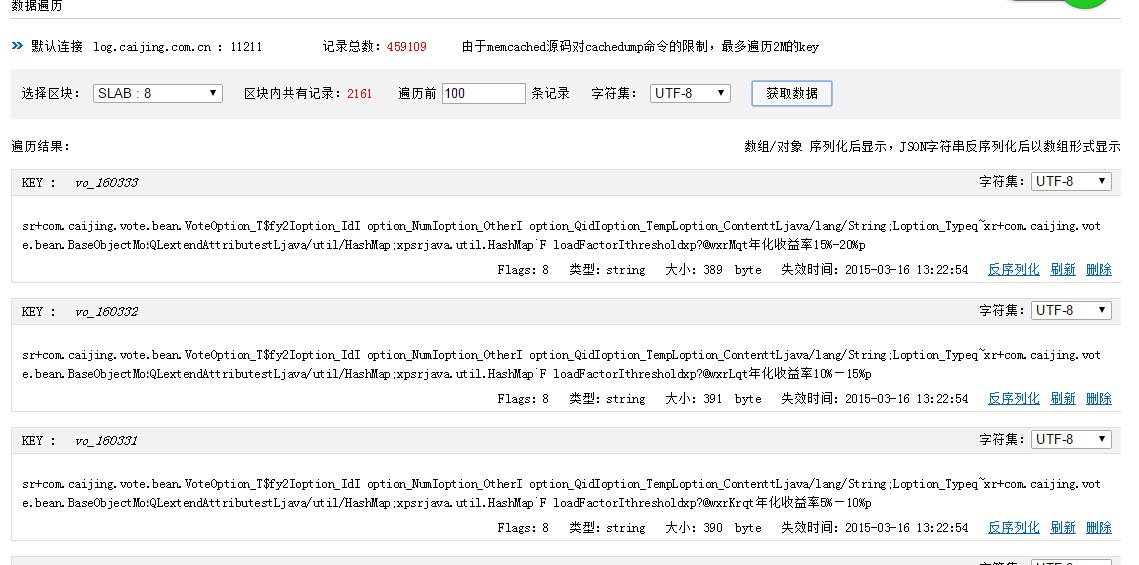 数据遍历
» 默认连接 log.caijing.com.cn : 11211 记录总数: 459109 由于memcached源码对cachedump命令的限制，最多遍历2M的key
选择区块: SLAB : 8 区块内共有记录: 2161 遍历前 100 条记录 字符集: UTF-8 获取数据
遍历结果: 数组/对象 序列化后显示，JSON字符串反序列化后以数组形式显示
KEY : vo_160333 字符集: UTF-8
sr+com.caijing.vote.bean.VoteOption_T$fy2Ioption_IdI option_NumIoption_OtherI option_QidIoption_TempLoption_ContenttLjava/lang/String;Loption_Typeq~xr+com.caijing.vot
e.bean.BaseObjectMo:QLextendAttributestLjava/util/HashMap;xpsrjava.util.HashMap`F loadFactorIthresholdxp?@wxrMqt年化收益率15%-20%p
Flags: 8 类型: string 大小: 389 byte 失效时间: 2015-03-16 13:22:54 反序列化 刷新 删除
KEY : vo_160332 字符集: UTF-8
sr+com.caijing.vote.bean.VoteOption_T$fy2Ioption_IdI option_NumIoption_OtherI option_QidIoption_TempLoption_ContenttLjava/lang/String;Loption_Typeq~xr+com.caijing.vot
e.bean.BaseObjectMo:QLextendAttributestLjava/util/HashMap;xpsrjava.util.HashMap`F loadFactorIthresholdxp?@wxrLqt年化收益率10%－15%p
Flags: 8 类型: string 大小: 391 byte 失效时间: 2015-03-16 13:22:54 反序列化 刷新 删除
KEY : vo_160331 字符集: UTF-8
sr+com.caijing.vote.bean.VoteOption_T$fy2Ioption_IdI option_NumIoption_OtherI option_QidIoption_TempLoption_ContenttLjava/lang/String;Loption_Typeq~xr+com.caijing.vot
e.bean.BaseObjectMo:QLextendAttributestLjava/util/HashMap;xpsrjava.util.HashMap`F loadFactorIthresholdxp?@wxrKrqt年化收益率5%－10%p
Flags: 8 类型: string 大小: 390 byte 失效时间: 2015-03-16 13:22:54 反序列化 刷新 删除